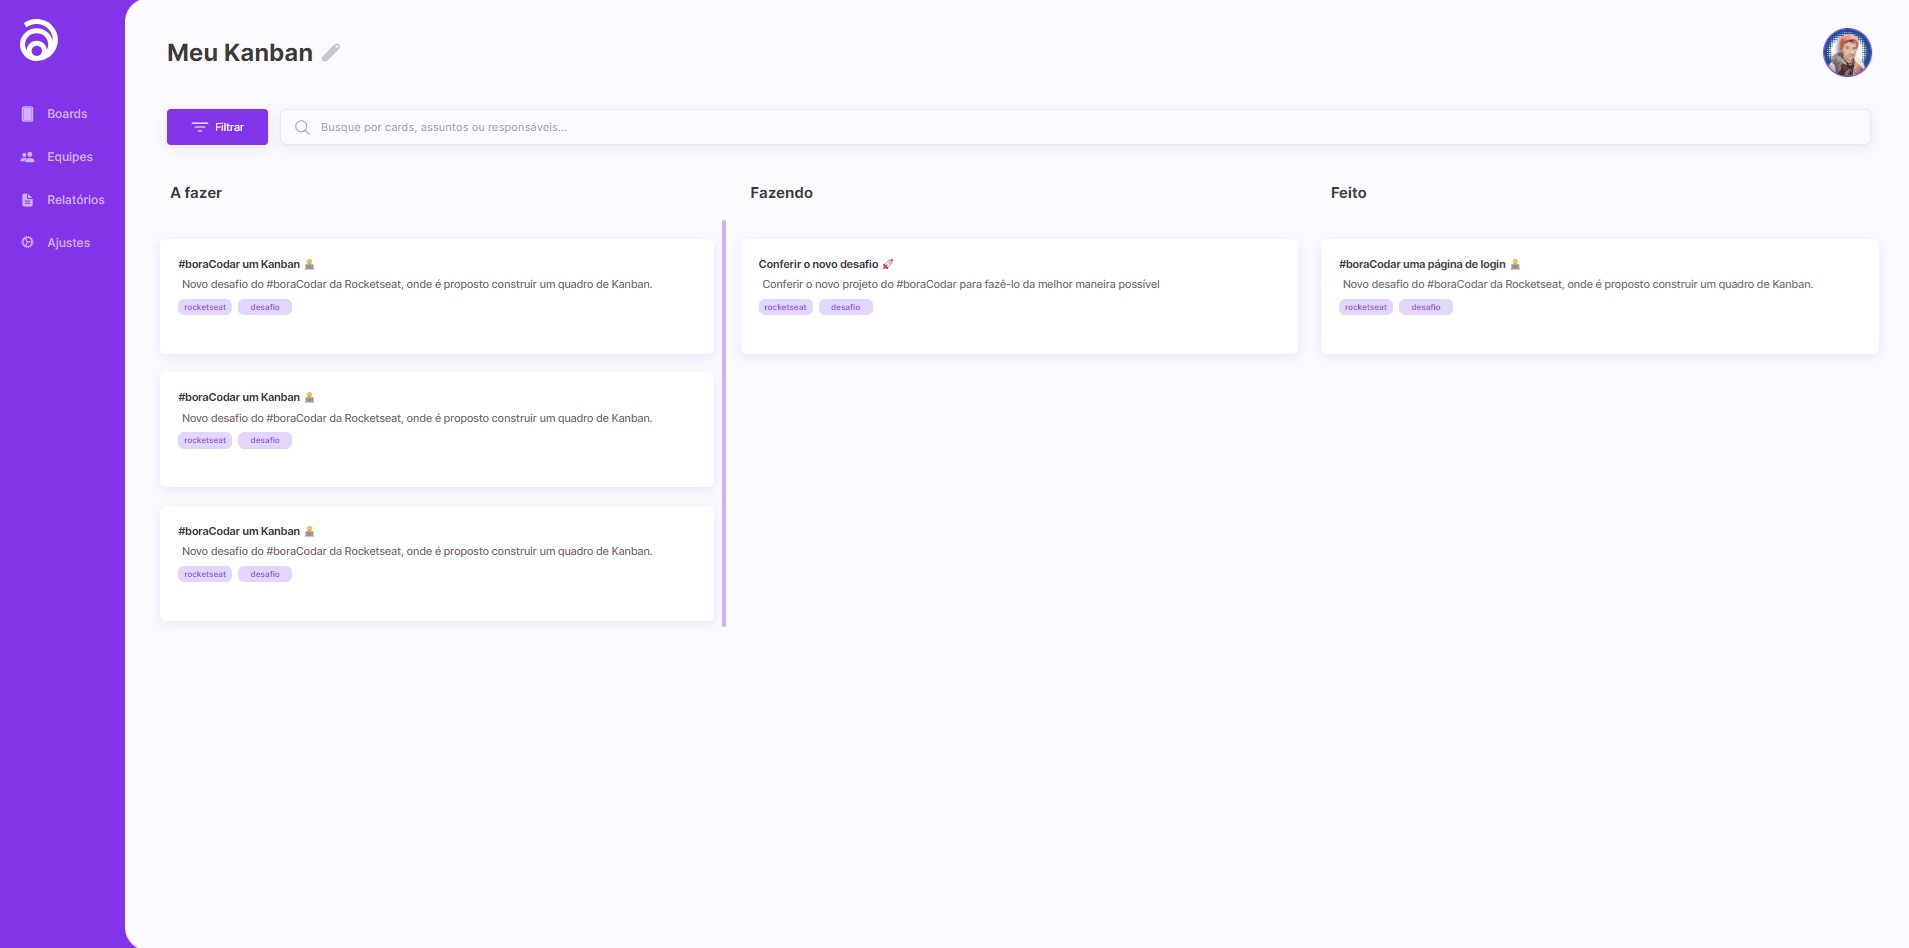 Meu Kanban
Boards
Equipes
Relatórios
Ajustes
Filtrar
Busque por cards, assuntos ou responsáveis...
A fazer
#boraCodar um Kanban 🧑‍💻
Novo desafio do #boraCodar da Rocketseat, onde é proposto construir um quadro de Kanban.
rocketseat desafio
#boraCodar um Kanban 🧑‍💻
Novo desafio do #boraCodar da Rocketseat, onde é proposto construir um quadro de Kanban.
rocketseat desafio
#boraCodar um Kanban 🧑‍💻
Novo desafio do #boraCodar da Rocketseat, onde é proposto construir um quadro de Kanban.
rocketseat desafio
Fazendo
Conferir o novo desafio 🚀
Conferir o novo projeto do #boraCodar para fazê-lo da melhor maneira possível
rocketseat desafio
Feito
#boraCodar uma página de login 🧑‍💻
Novo desafio do #boraCodar da Rocketseat, onde é proposto construir um quadro de Kanban.
rocketseat desafio